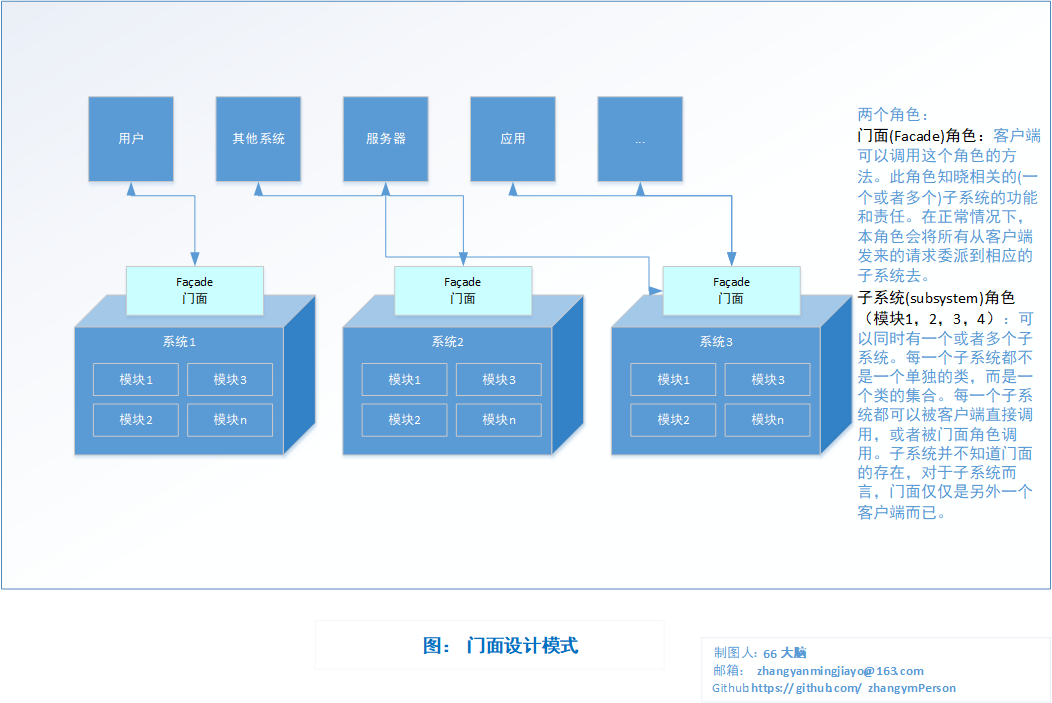 用户
其他系统
服务器
应用
...
Façade
门面
系统1
模块1
模块3
模块2
模块n
Façade
门面
系统2
模块1
模块3
模块2
模块n
Façade
门面
系统3
模块1
模块3
模块2
模块n
两个角色：
门面(Facade)角色：客户端
可以调用这个角色的方
法。此角色知晓相关的(一
个或者多个)子系统的功能
和责任。在正常情况下，
本角色会将所有从客户端
发来的请求委派到相应的
子系统去。
子系统(subsystem)角色
（模块1，2，3，4）：可
以同时有一个或者多个子
系统。每一个子系统都不
是一个单独的类，而是一
个类的集合。每一个子系
统都可以被客户端直接调
用，或者被门面角色调
用。子系统并不知道门面
的存在，对于子系统而
言，门面仅仅是另外一个
客户端而已。
图： 门面设计模式
制图人: 66 大脑
邮箱： zhangyanmingjiayo@163.com
Github:https://github.com/ zhangymPerson